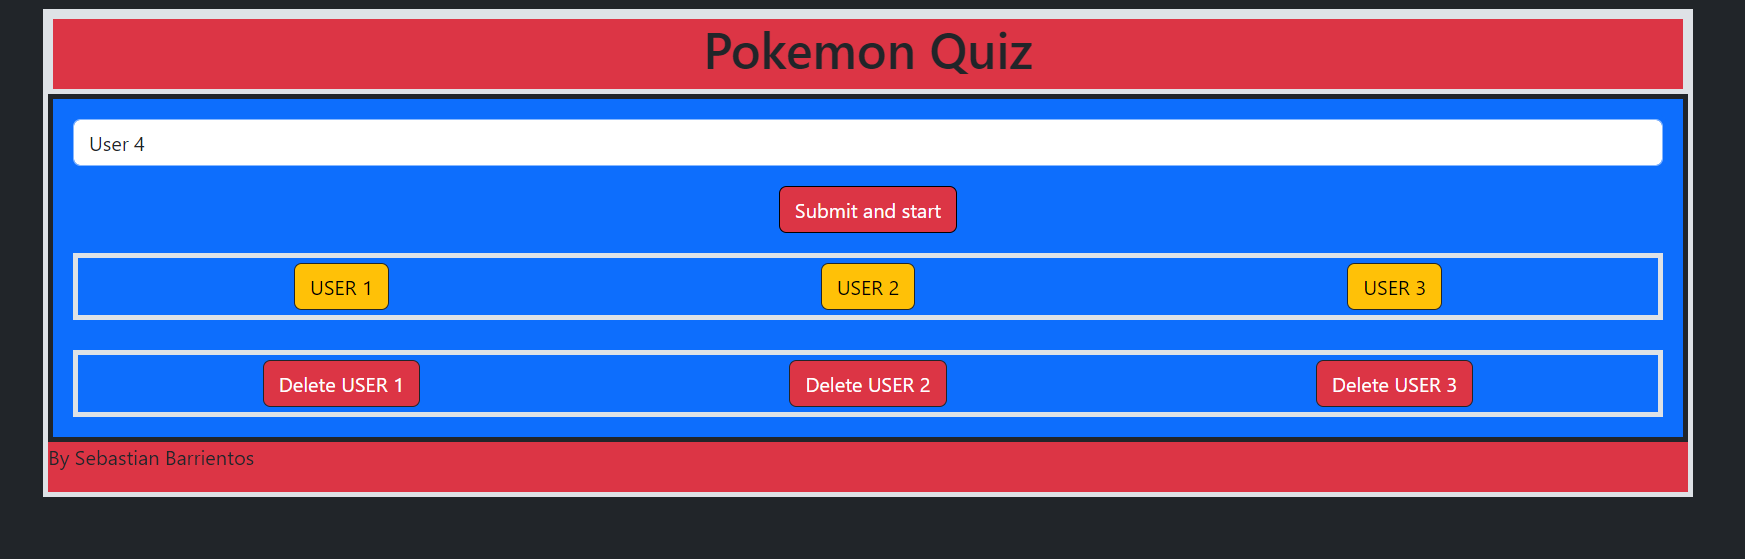 Pokemon Quiz
User 4
Submit and start
USER 1 USER 2 USER 3
Delete USER 1 Delete USER 2 Delete USER 3
By Sebastian Barrientos